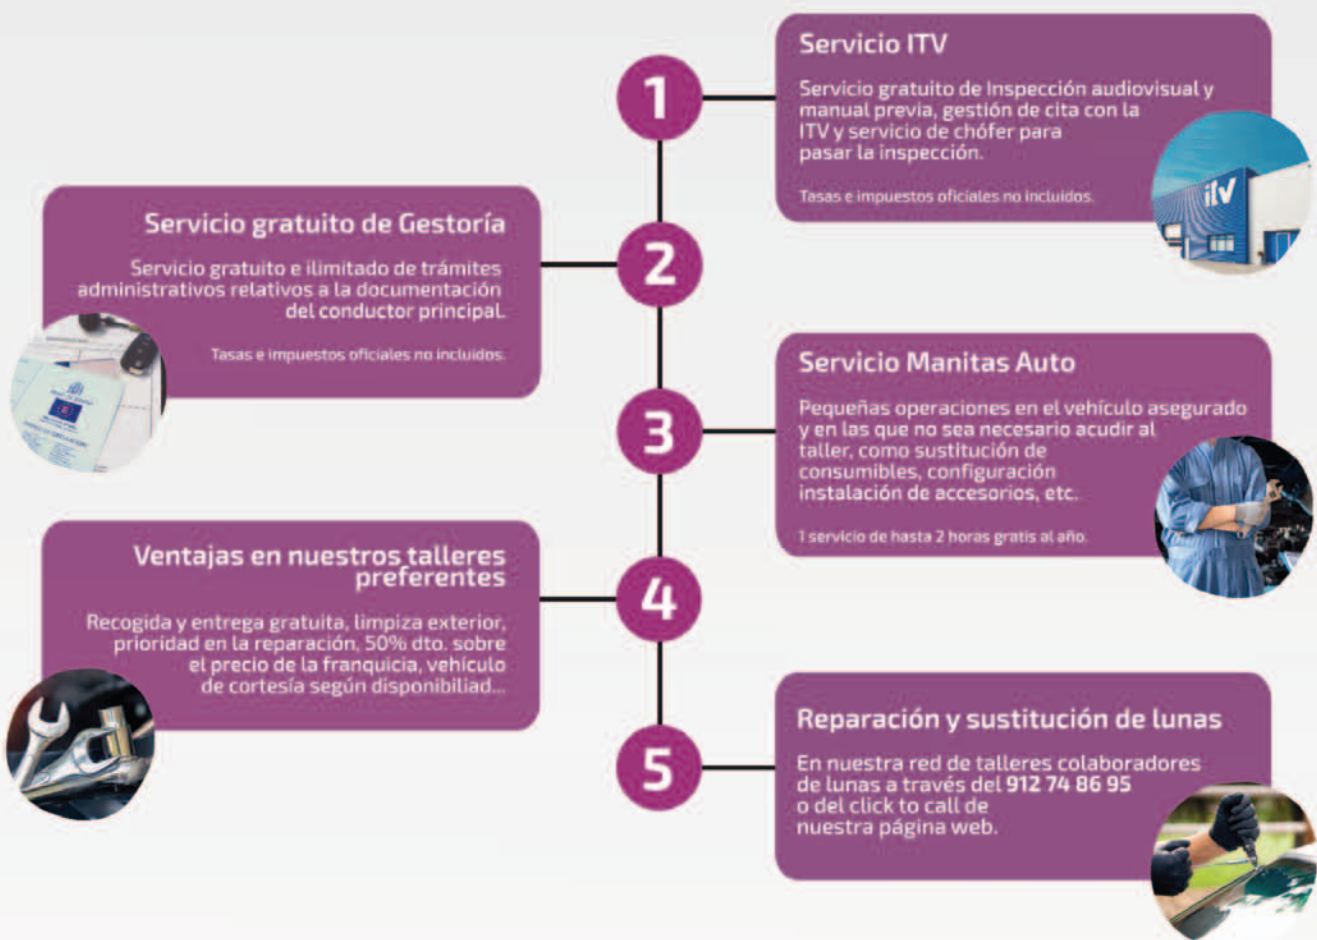 1
Servicio ITV
Servicio gratuito de Inspección audiovisual y
manual previa, gestión de cita con la
ITV y servicio de chófer para
pasar la inspección.
Tasas e impuestos oficiales no incluidos.
itv
2
Servicio gratuito de Gestoría
Servicio gratuito e ilimitado de trámites
administrativos relativos a la documentación
del conductor principal.
Tasas e impuestos oficiales no incluidos.
3
Servicio Manitas Auto
Pequeñas operaciones en el vehículo asegurado
y en las que no sea necesario acudir al
taller, como sustitución de
consumibles, configuración
instalación de accesorios, etc.
1 servicio de hasta 2 horas gratis al año.
4
Ventajas en nuestros talleres
preferentes
Recogida y entrega gratuita, limpiza exterior,
prioridad en la reparación, 50% dto. sobre
el precio de la franquicia, vehículo
de cortesía según disponibiliad...
5
Reparación y sustitución de lunas
En nuestra red de talleres colaboradores
de lunas a través del 912 74 86 95
o del click to call de
nuestra página web.